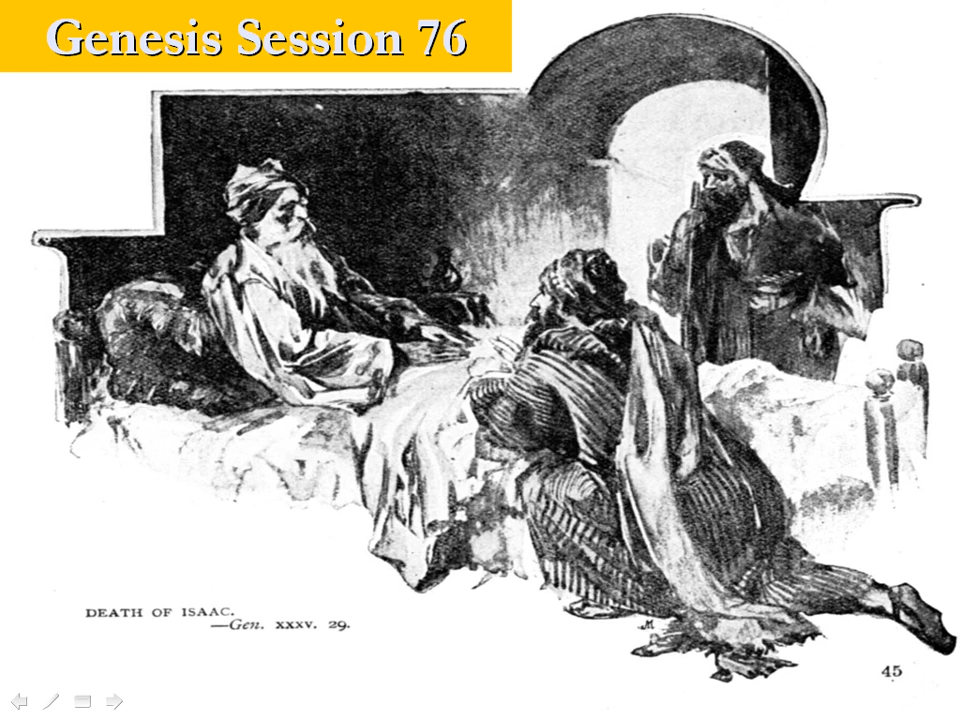 Genesis Session 76
DEATH OF ISAAC.
—Gen. XXXV. 29.
M
45